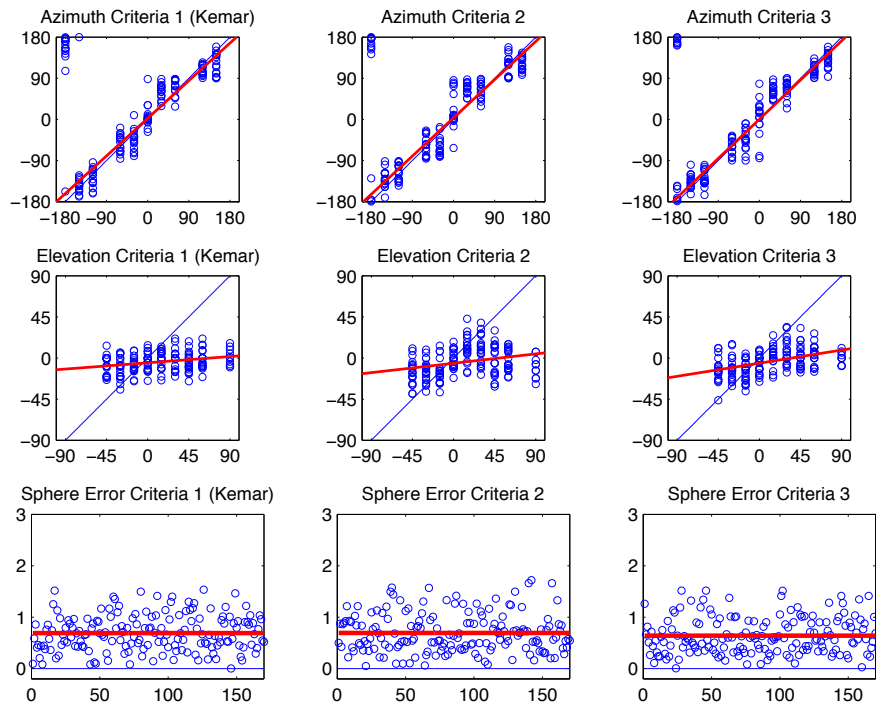 Azimuth Criteria 1 (Kemar)
Azimuth Criteria 2
Azimuth Criteria 3
180
90
0
−90
−180
−180 −90 0 90 180
180
90
0
−90
−180
−180 −90 0 90 180
180
90
0
−90
−180
−180 −90 0 90 180
Elevation Criteria 1 (Kemar)
Elevation Criteria 2
Elevation Criteria 3
90
45
0
−45
−90
−90 −45 0 45 90
90
45
0
−45
−90
−90 −45 0 45 90
90
45
0
−45
−90
−90 −45 0 45 90
Sphere Error Criteria 1 (Kemar)
Sphere Error Criteria 2
Sphere Error Criteria 3
3
2
1
0
0 50 100 150
3
2
1
0
0 50 100 150
3
2
1
0
0 50 100 150